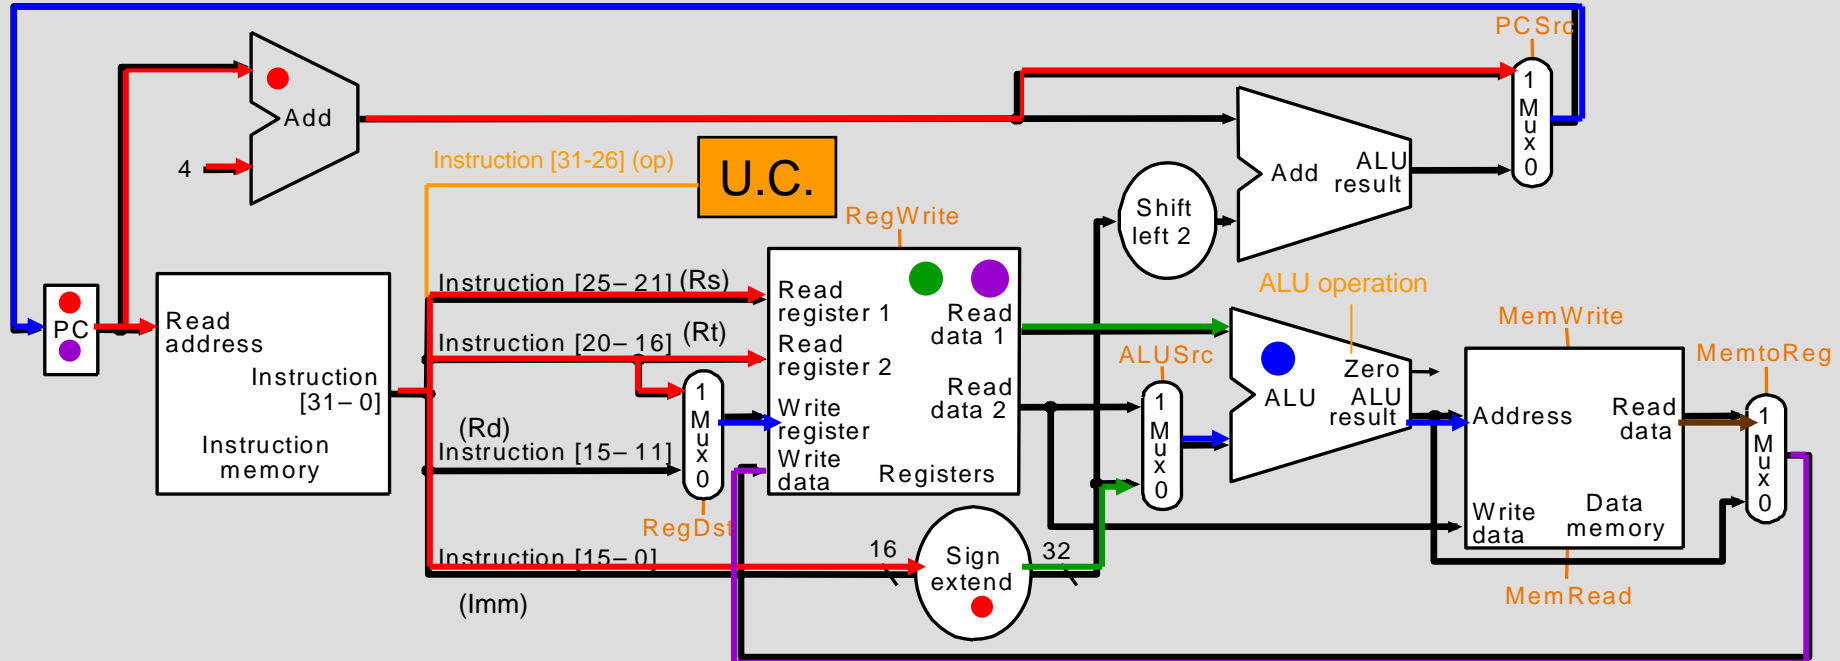 PCSrc
1
M
u
x
0
Add
4
Instruction [31-26] (op)
U.C.
Add
ALU
result
Shift
left 2
RegWrite
PC
Read
address
Instruction
[31–0]
Instruction
memory
Instruction [25–21] (Rs)
Instruction [20–16] (Rt)
(Rd)
Instruction [15–11]
Instruction [15–0]
(Imm)
1
M
u
x
0
RegDst
Read
register 1
Read
register 2
Write
register
Write
data
Read
data 1
Read
data 2
Registers
16
Sign
extend
32
ALUSrc
1
M
u
x
0
ALU operation
ALU
Zero
ALU
result
MemWrite
Address
Read
data
Write
data
Data
memory
MemRead
MemtoReg
1
M
u
x
0